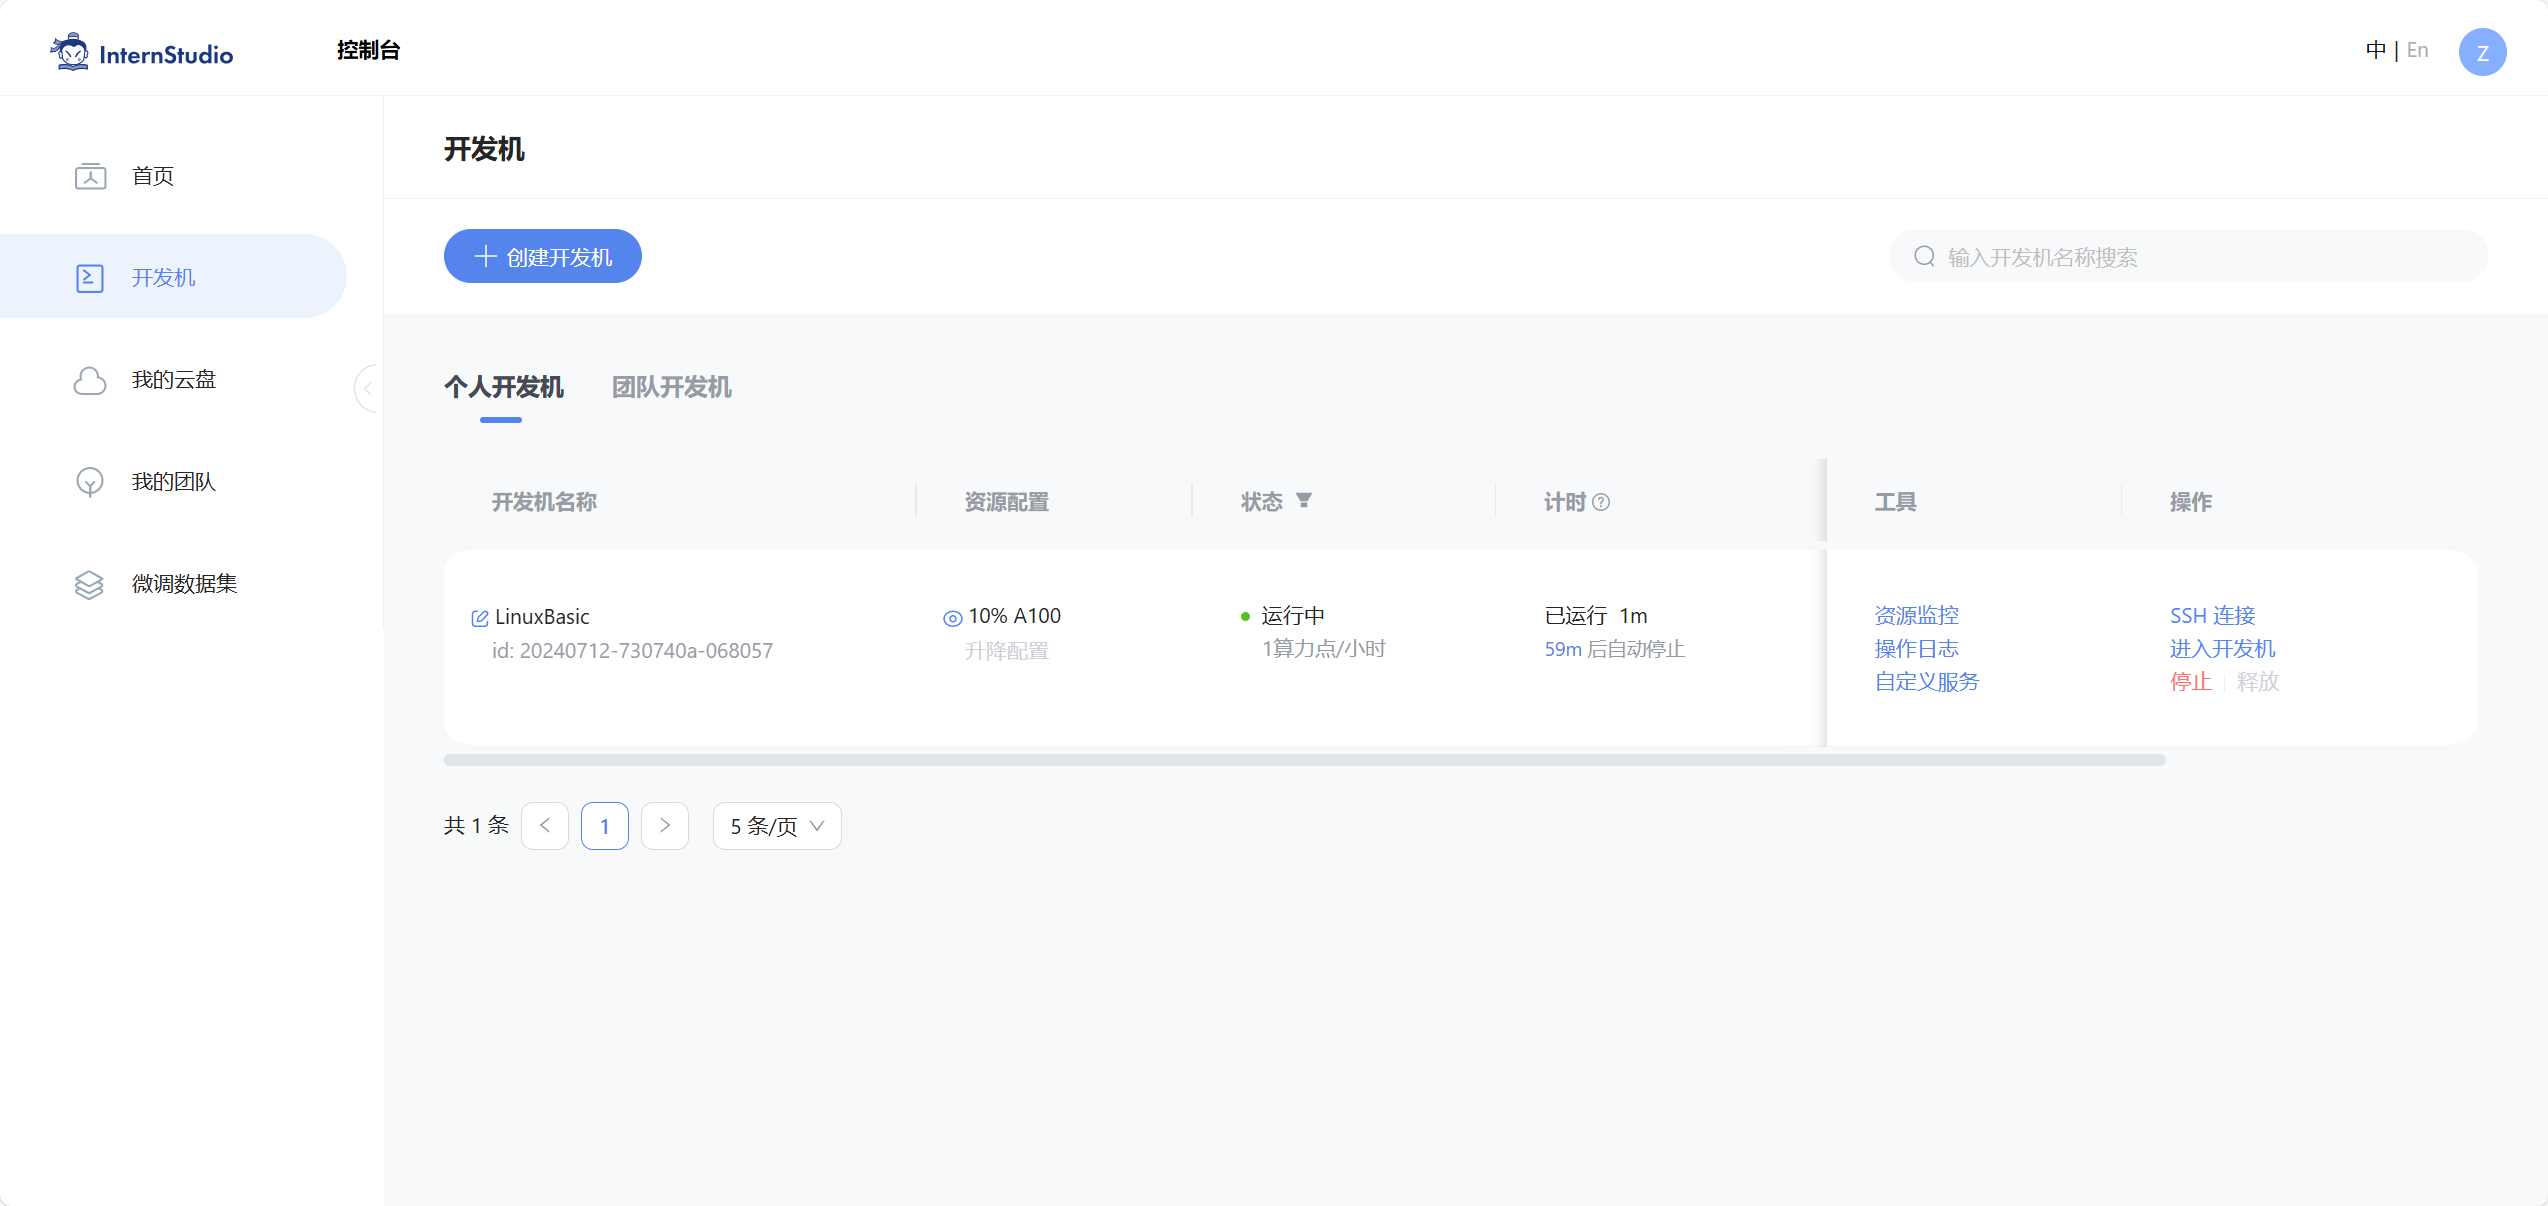 InternStudio
控制台
中 | En
Z
首页
开发机
我的云盘
我的团队
微调数据集
开发机
创建开发机
输入开发机名称搜索
个人开发机
团队开发机
开发机名称
资源配置
状态
计时
工具
操作
LinuxBasic
id: 20240712-730740a-068057
10% A100
升降配置
运行中
1算力点/小时
已运行 1m
59m 后自动停止
资源监控
操作日志
自定义服务
SSH 连接
进入开发机
停止
释放
共 1 条
1
5 条/页